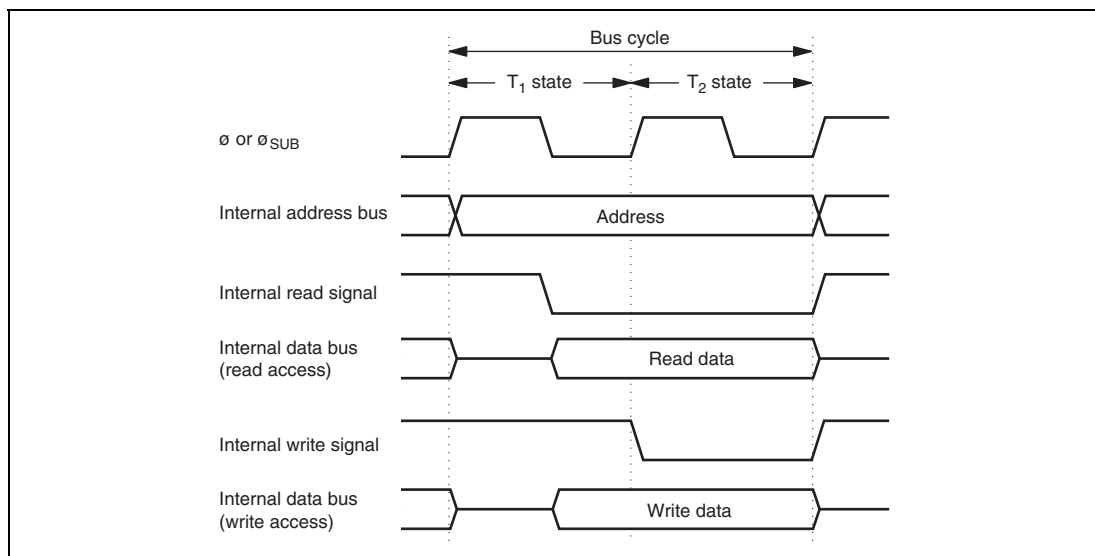 Bus cycle
T₁ state
T₂ state
ø or øSUB
Internal address bus
Address
Internal read signal
Internal data bus
(read access)
Read data
Internal write signal
Internal data bus
(write access)
Write data